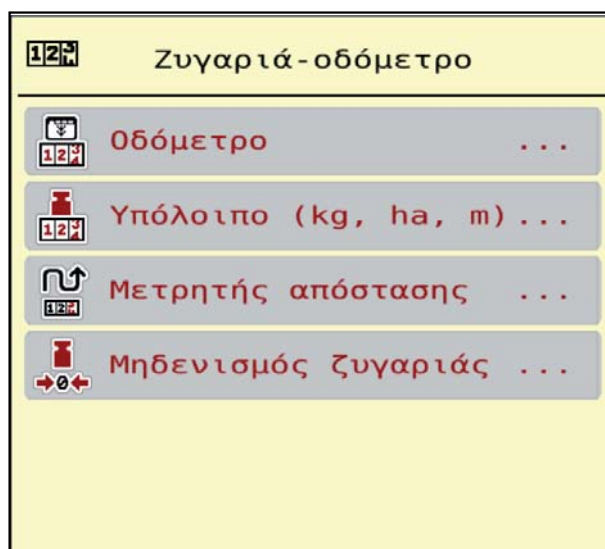 Ζυγαριά-οδόμετρο
Οδόμετρο ...
Υπόλοιπο (kg, ha, m)...
Μετρητής απόστασης ...
Μηδενισμός ζυγαριάς ...